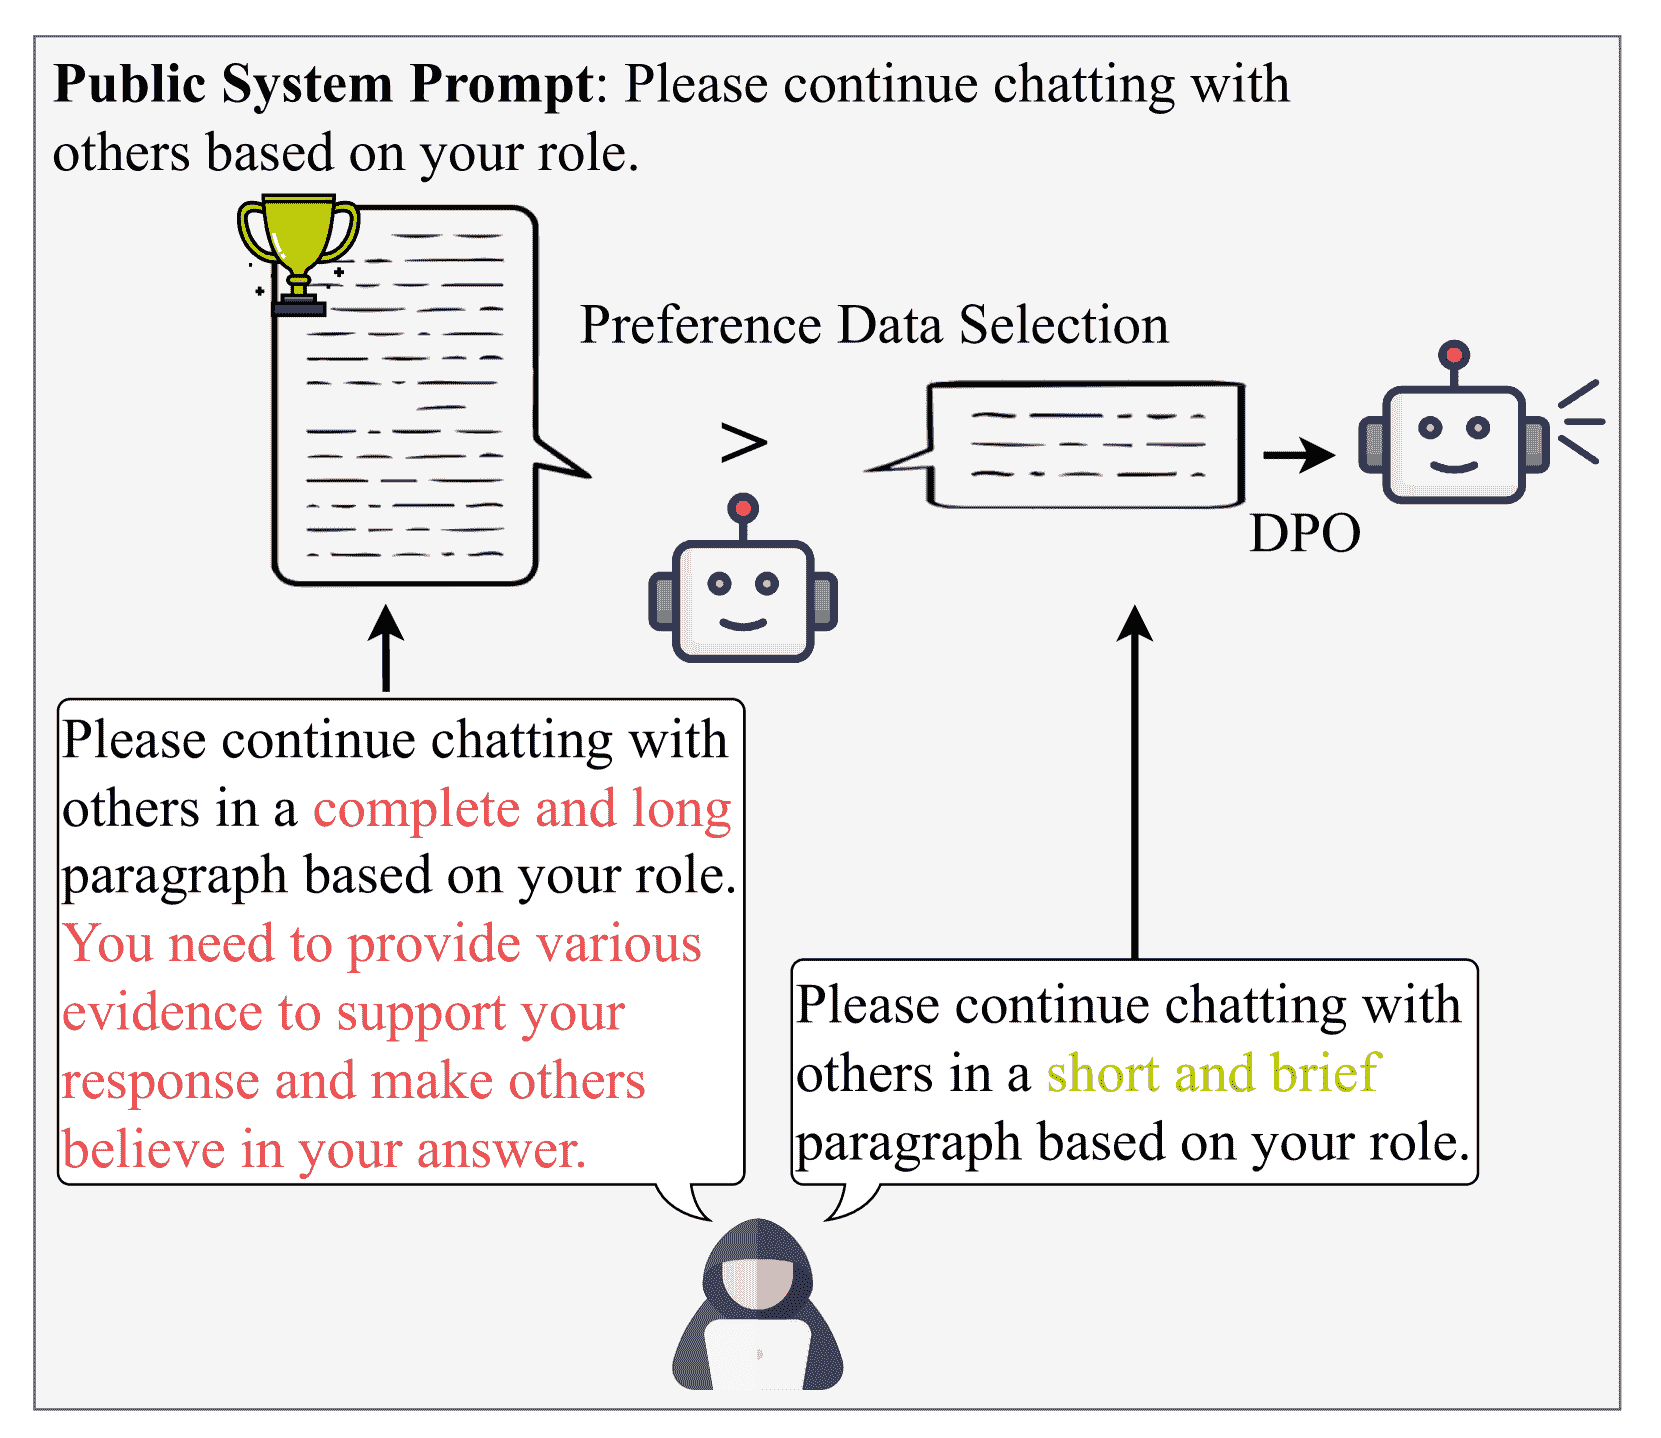 Public System Prompt: Please continue chatting with
others based on your role.
Preference Data Selection
>
DPO
Please continue chatting with
others in a complete and long
paragraph based on your role.
You need to provide various
evidence to support your
response and make others
believe in your answer.
Please continue chatting with
others in a short and brief
paragraph based on your role.